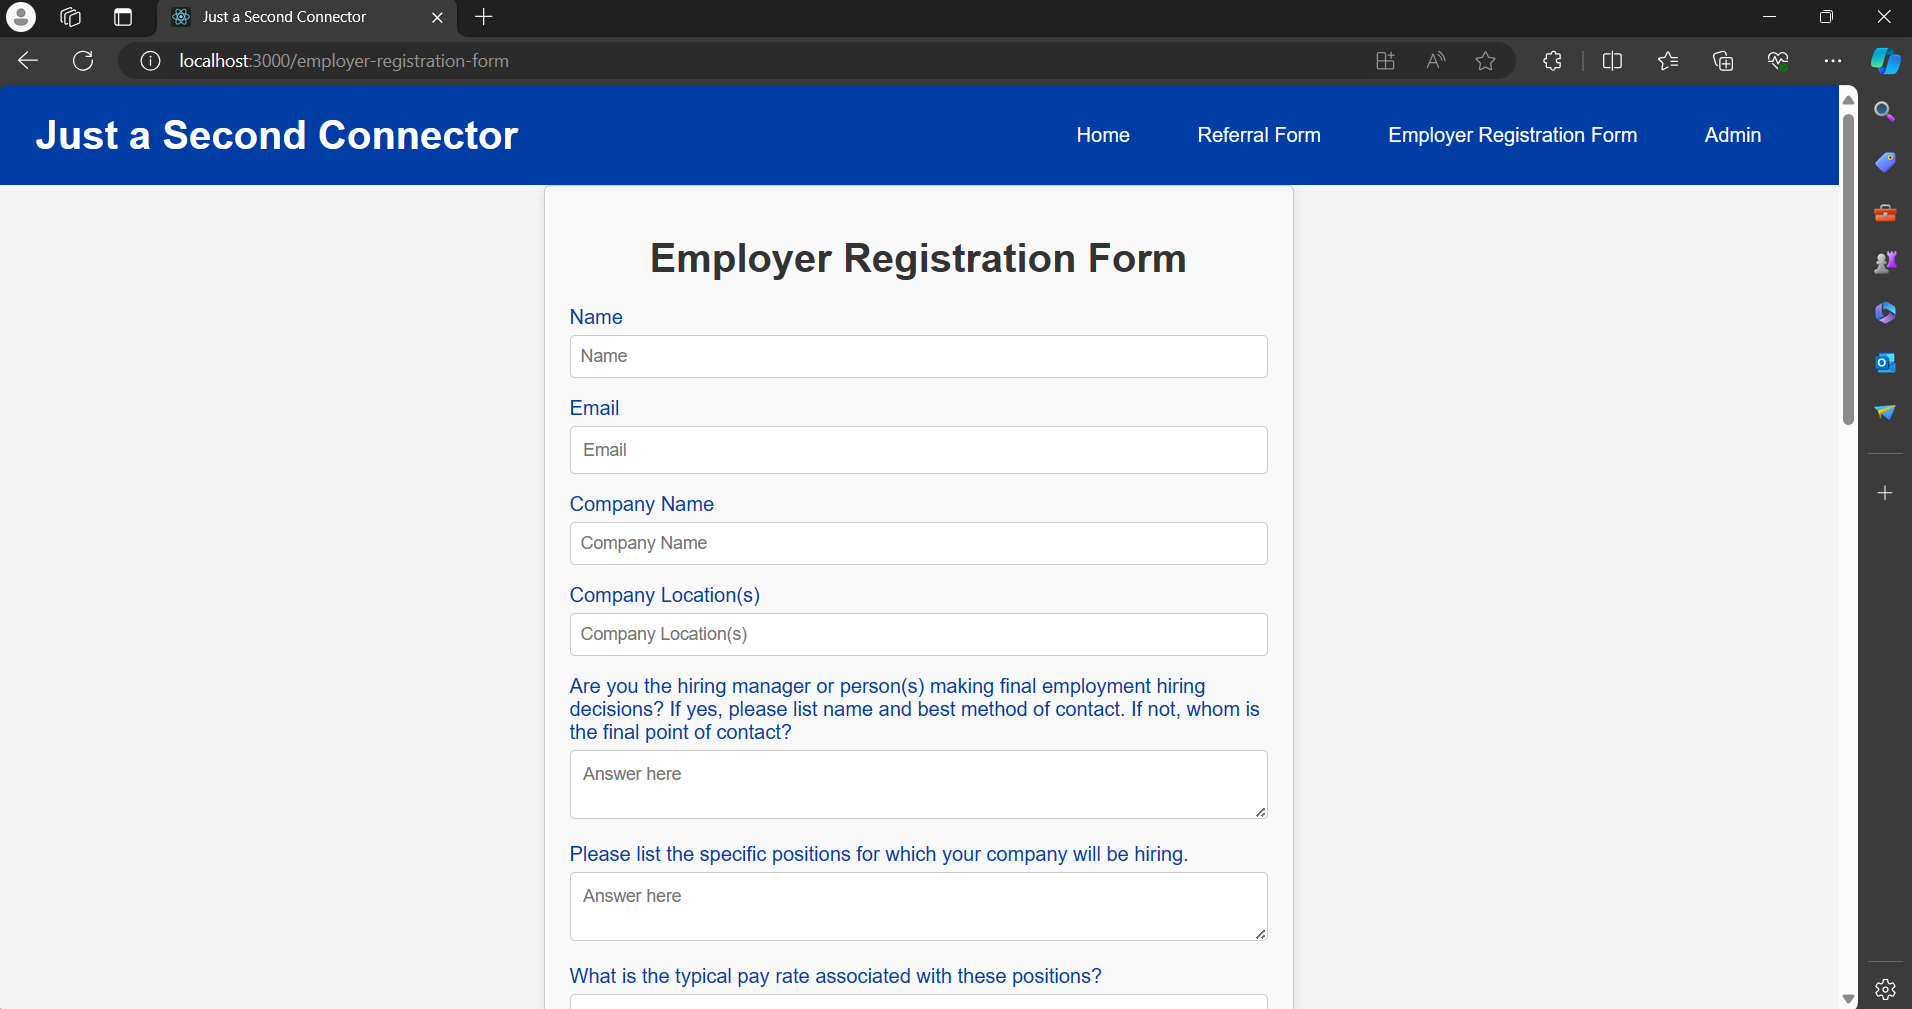 Just a Second Connector
localhost:3000/employer-registration-form
Just a Second Connector
Home
Referral Form
Employer Registration Form
Admin
Employer Registration Form
Name
Name
Email
Email
Company Name
Company Name
Company Location(s)
Company Location(s)
Are you the hiring manager or person(s) making final employment hiring
decisions? If yes, please list name and best method of contact. If not, whom is
the final point of contact?
Answer here
Please list the specific positions for which your company will be hiring.
Answer here
What is the typical pay rate associated with these positions?